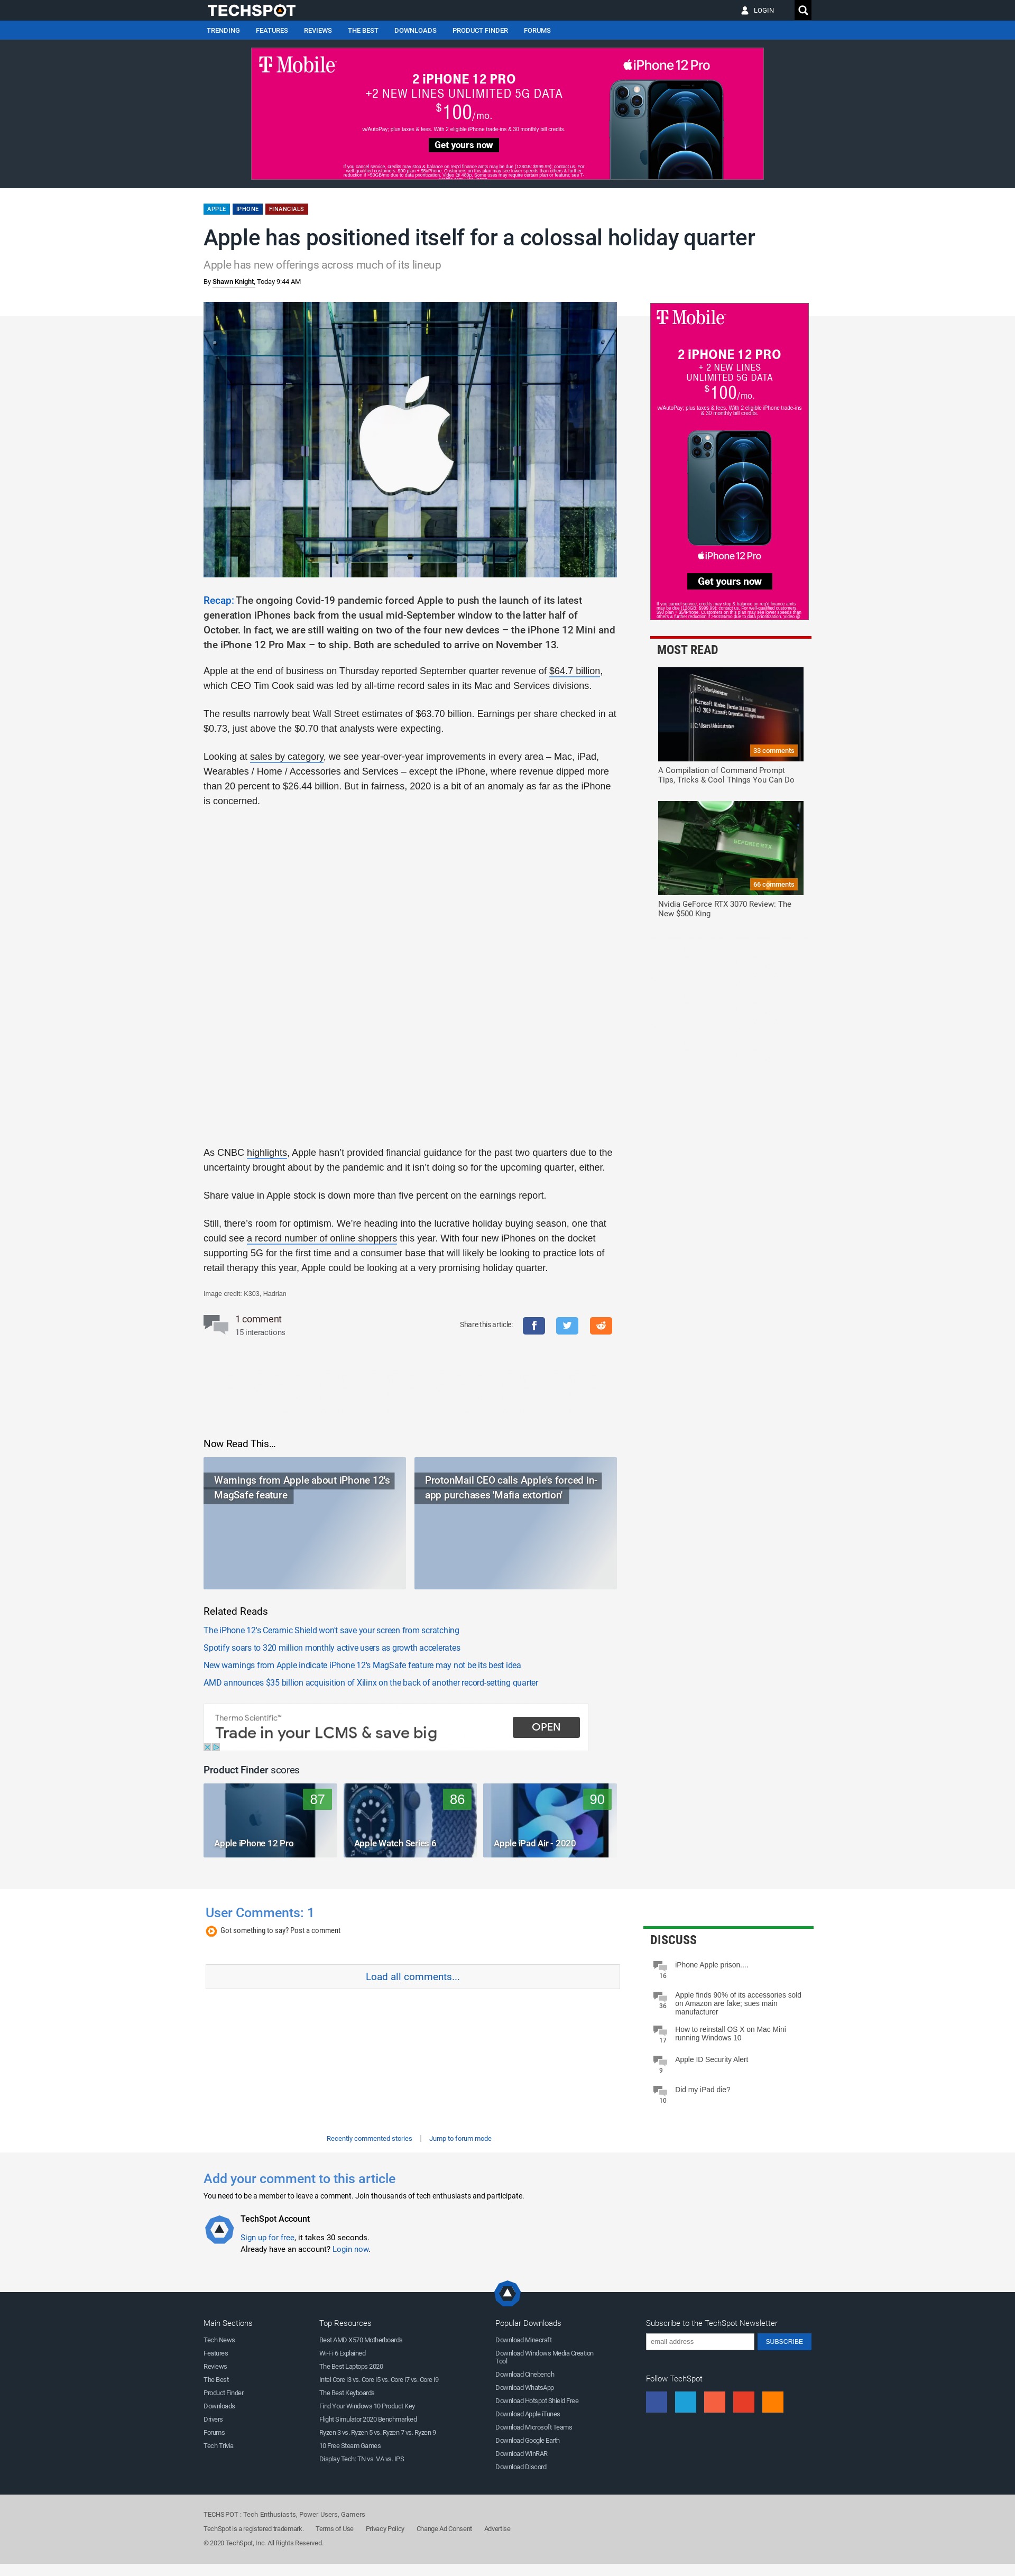 TECHSPOT
LOGIN
TRENDING FEATURES REVIEWS THE BEST DOWNLOADS PRODUCT FINDER FORUMS
T Mobile
2 iPHONE 12 PRO
+2 NEW LINES UNLIMITED 5G DATA
$100/mo.
w/AutoPay; plus taxes & fees. With 2 eligible iPhone trade-ins & 30 monthly bill credits.
Get yours now
iPhone 12 Pro
APPLE IPHONE FINANCIALS
Apple has positioned itself for a colossal holiday quarter
Apple has new offerings across much of its lineup
By Shawn Knight, Today 9:44 AM
Recap: The ongoing Covid-19 pandemic forced Apple to push the launch of its latest
generation iPhones back from the usual mid-September window to the latter half of
October. In fact, we are still waiting on two of the four new devices – the iPhone 12 Mini and
the iPhone 12 Pro Max – to ship. Both are scheduled to arrive on November 13.
Apple at the end of business on Thursday reported September quarter revenue of $64.7 billion,
which CEO Tim Cook said was led by all-time record sales in its Mac and Services divisions.
The results narrowly beat Wall Street estimates of $63.70 billion. Earnings per share checked in at
$0.73, just above the $0.70 that analysts were expecting.
Looking at sales by category, we see year-over-year improvements in every area – Mac, iPad,
Wearables / Home / Accessories and Services – except the iPhone, where revenue dipped more
than 20 percent to $26.44 billion. But in fairness, 2020 is a bit of an anomaly as far as the iPhone
is concerned.
As CNBC highlights, Apple hasn't provided financial guidance for the past two quarters due to the
uncertainty brought about by the pandemic and it isn't doing so for the upcoming quarter, either.
Share value in Apple stock is down more than five percent on the earnings report.
Still, there's room for optimism. We're heading into the lucrative holiday buying season, one that
could see a record number of online shoppers this year. With four new iPhones on the docket
supporting 5G for the first time and a consumer base that will likely be looking to practice lots of
retail therapy this year, Apple could be looking at a very promising holiday quarter.
Image credit: K303, Hadrian
1 comment
15 interactions
Share this article:
T Mobile
2 iPHONE 12 PRO
+ 2 NEW LINES
UNLIMITED 5G DATA
$100/mo.
w/AutoPay; plus taxes & fees. With 2 eligible iPhone trade-ins
& 30 monthly bill credits.
iPhone 12 Pro
Get yours now
MOST READ
33 comments
A Compilation of Command Prompt
Tips, Tricks & Cool Things You Can Do
GEFORCE RTX
66 comments
Nvidia GeForce RTX 3070 Review: The
New $500 King
Now Read This...
Warnings from Apple about iPhone 12's
MagSafe feature
ProtonMail CEO calls Apple's forced in-
app purchases 'Mafia extortion'
Related Reads
The iPhone 12's Ceramic Shield won't save your screen from scratching
Spotify soars to 320 million monthly active users as growth accelerates
New warnings from Apple indicate iPhone 12's MagSafe feature may not be its best idea
AMD announces $35 billion acquisition of Xilinx on the back of another record-setting quarter
Thermo Scientific™
Trade in your LCMS & save big
OPEN
Product Finder scores
87
Apple iPhone 12 Pro
86
Apple Watch Series 6
90
Apple iPad Air - 2020
User Comments: 1
Got something to say? Post a comment
Load all comments...
Recently commented stories Jump to forum mode
DISCUSS
iPhone Apple prison....
16
Apple finds 90% of its accessories sold
on Amazon are fake; sues main
manufacturer
36
How to reinstall OS X on Mac Mini
running Windows 10
17
Apple ID Security Alert
9
Did my iPad die?
10
Add your comment to this article
You need to be a member to leave a comment. Join thousands of tech enthusiasts and participate.
TechSpot Account
Sign up for free, it takes 30 seconds.
Already have an account? Login now.
Main Sections
Tech News
Features
Reviews
The Best
Product Finder
Downloads
Drivers
Forums
Tech Trivia
Top Resources
Best AMD X570 Motherboards
Wi-Fi 6 Explained
The Best Laptops 2020
Intel Core i3 vs. Core i5 vs. Core i7 vs. Core i9
The Best Keyboards
Find Your Windows 10 Product Key
Flight Simulator 2020 Benchmarked
Ryzen 3 vs. Ryzen 5 vs. Ryzen 7 vs. Ryzen 9
10 Free Steam Games
Display Tech: TN vs. VA vs. IPS
Popular Downloads
Download Minecraft
Download Windows Media Creation
Tool
Download Cinebench
Download WhatsApp
Download Hotspot Shield Free
Download Apple iTunes
Download Microsoft Teams
Download Google Earth
Download WinRAR
Download Discord
Subscribe to the TechSpot Newsletter
email address
SUBSCRIBE
Follow TechSpot
TECHSPOT : Tech Enthusiasts, Power Users, Gamers
TechSpot is a registered trademark. Terms of Use Privacy Policy Change Ad Consent Advertise
© 2020 TechSpot, Inc. All Rights Reserved.